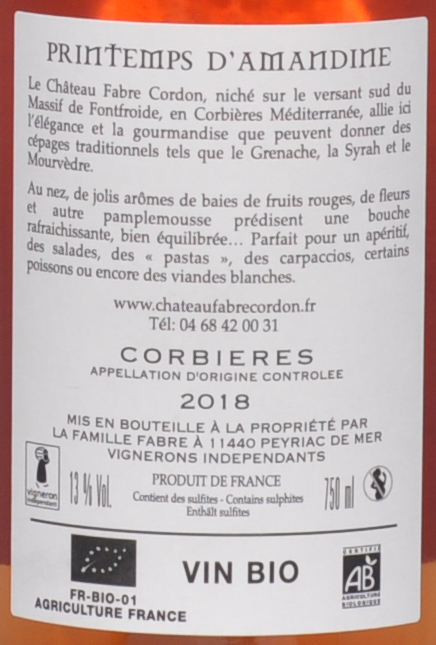 PRINTEMPS D'AMANDINE
Le Château Fabre Cordon, niché sur le versant sud du
Massif de Fontfroide, en Corbières Méditerranée, allie ici
l'élégance et la gourmandise que peuvent donner des
cépages traditionnels tels que le Grenache, la Syrah et le
Mourvèdre.
Au nez, de jolis arômes de baies de fruits rouges, de fleurs
et autre pamplemousse prédisent une bouche
rafraichissante, bien équilibrée... Parfait pour un apéritif,
des salades, des « pastas », des carpaccios, certains
poissons ou encore des viandes blanches.
www.chateaufabrecordon.fr
Tél: 04 68 42 00 31
CORBIERES
APPELLATION D'ORIGINE CONTROLEE
2018
MIS EN BOUTEILLE À LA PROPRIÉTÉ PAR
LA FAMILLE FABRE À 11440 PEYRIAC DE MER
VIGNERONS INDEPENDANTS
vigneron
indépendant
13 % Vol.
PRODUIT DE FRANCE
Contient des sulfites - Contains sulphites
Enthält sulfites
750 ml
FR-BIO-01
AGRICULTURE FRANCE
VIN BIO
CERTIFIÉ
AB
AGRICULTURE
BIOLOGIQUE